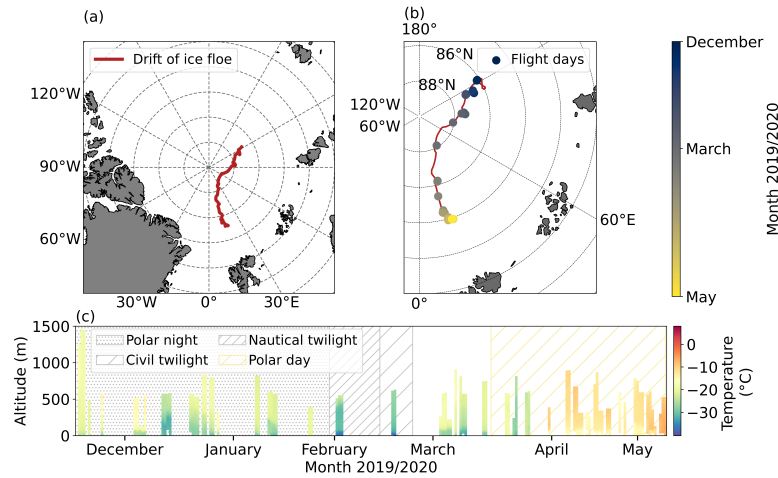 (a)
Drift of ice floe
120°W
90°W
60°W
30°W
0°
30°E
(b)
180°
86°N
88°N
Flight days
120°W
60°W
60°E
0°
December
March
May
Month 2019/2020
(c)
1500
1000
500
0
Altitude (m)
Polar night
Nautical twilight
Civil twilight
Polar day
December
January
February
March
April
May
Month 2019/2020
0
−10
−20
−30
Temperature
(°C)